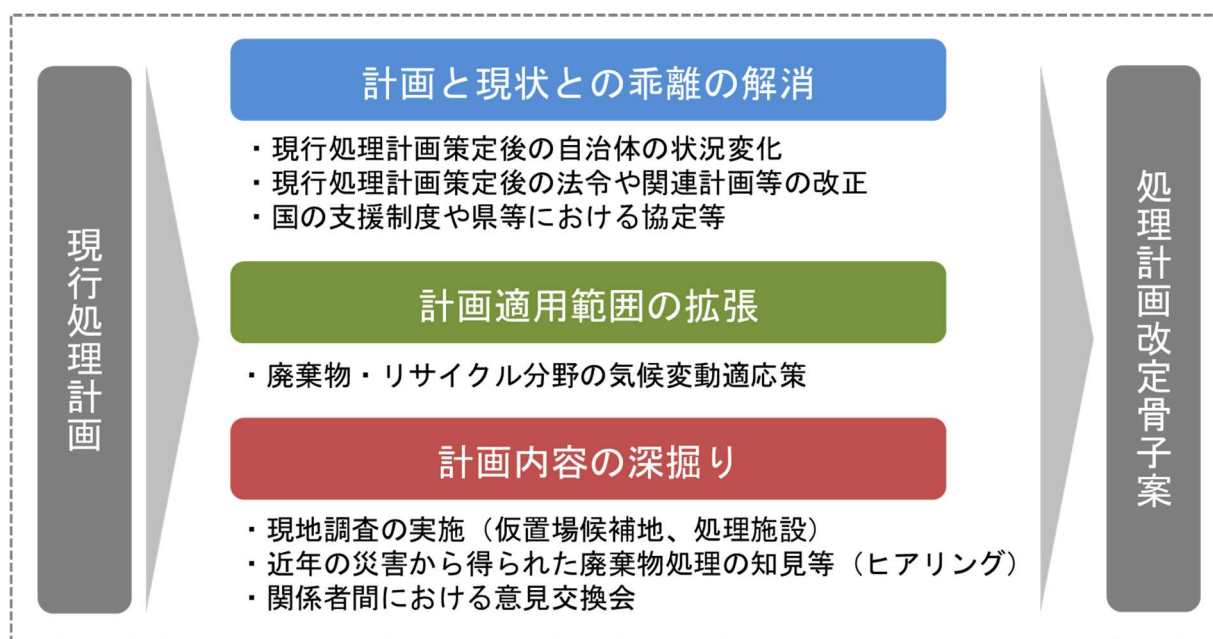 現行処理計画
計画と現状との乖離の解消
・現行処理計画策定後の自治体の状況変化
・現行処理計画策定後の法令や関連計画等の改正
・国の支援制度や県等における協定等
計画適用範囲の拡張
・廃棄物・リサイクル分野の気候変動適応策
計画内容の深掘り
・現地調査の実施（仮置場候補地、処理施設）
・近年の災害から得られた廃棄物処理の知見等（ヒアリング）
・関係者間における意見交換会
処理計画改定骨子案